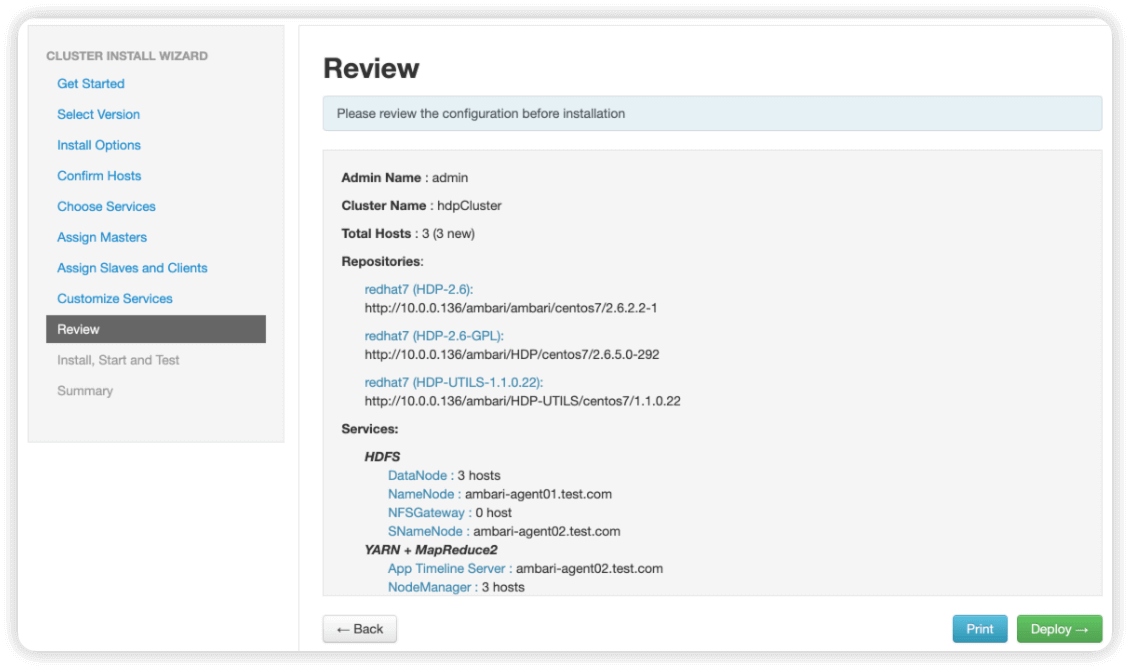 CLUSTER INSTALL WIZARD
Get Started
Select Version
Install Options
Confirm Hosts
Choose Services
Assign Masters
Assign Slaves and Clients
Customize Services
Review
Install, Start and Test
Summary
Review
Please review the configuration before installation
Admin Name : admin
Cluster Name : hdpCluster
Total Hosts : 3 (3 new)
Repositories:
redhat7 (HDP-2.6):
http://10.0.0.136/ambari/ambari/centos7/2.6.2.2-1
redhat7 (HDP-2.6-GPL):
http://10.0.0.136/ambari/HDP/centos7/2.6.5.0-292
redhat7 (HDP-UTILS-1.1.0.22):
http://10.0.0.136/ambari/HDP-UTILS/centos7/1.1.0.22
Services:
HDFS
DataNode : 3 hosts
NameNode : ambari-agent01.test.com
NFSGateway : 0 host
SNameNode : ambari-agent02.test.com
YARN + MapReduce2
App Timeline Server : ambari-agent02.test.com
NodeManager : 3 hosts
← Back
Print
Deploy →